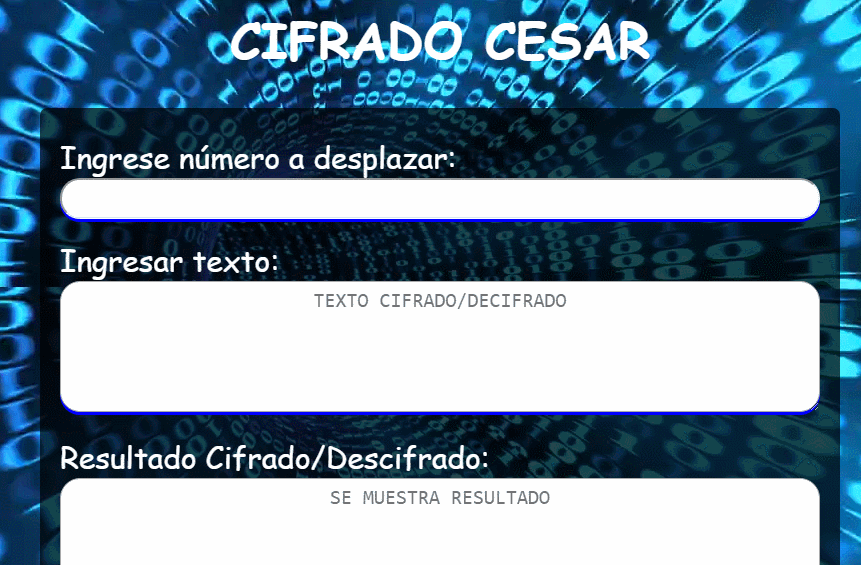 CIFRADO CESAR
Ingrese número a desplazar:
Ingresar texto:
TEXTO CIFRADO/DECIFRADO
Resultado Cifrado/Descifrado:
SE MUESTRA RESULTADO